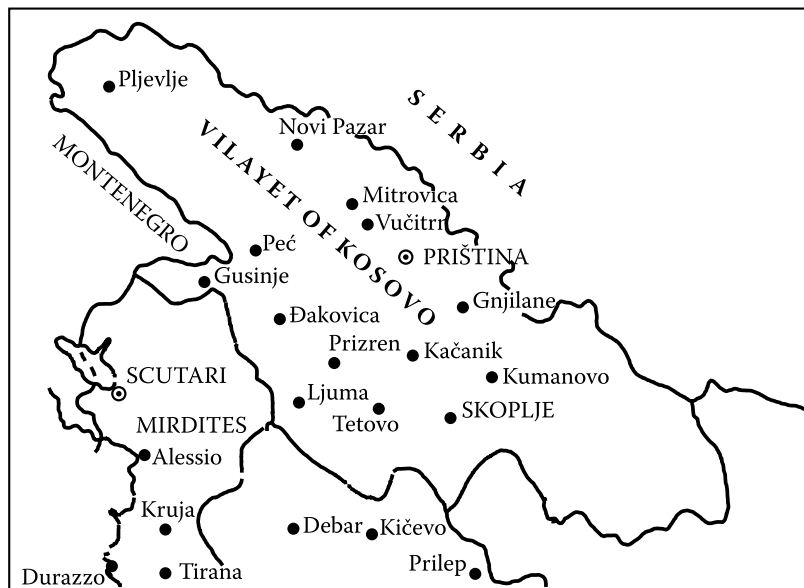 Pljevlje
SERBIA
Novi Pazar
VILAYET OF KOSOVO
MONTENEGRO
Mitrovica
Vučitrn
Peć
PRIŠTINA
Gusinje
Gnjilane
Đakovica
Prizren
Kačanik
SCUTARI
Kumanovo
Ljuma
Tetovo
SKOPLJE
MIRDITES
Alessio
Kruja
Debar
Kičevo
Prilep
Durazzo
Tirana